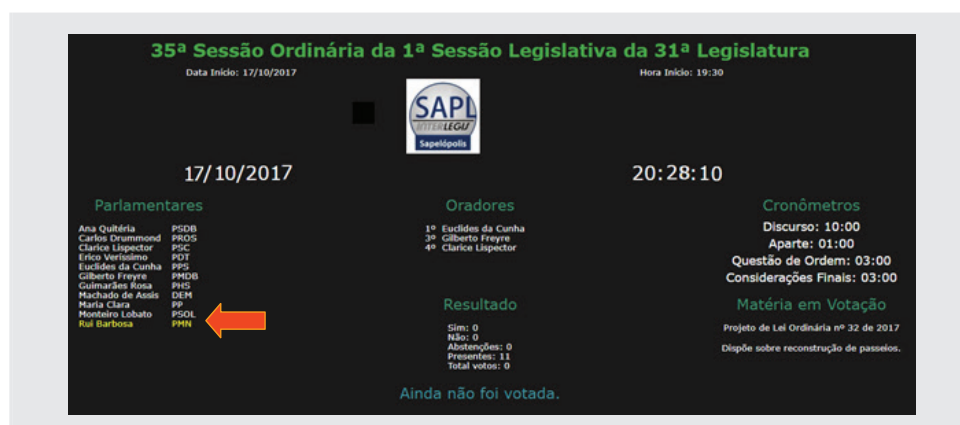 35ª Sessão Ordinária da 1ª Sessão Legislativa da 31ª Legislatura
Data Início: 17/10/2017
Hora Início: 19:30
SAPL
INTERLEGIS
Sapelópolis
17/10/2017
20:28:10
Parlamentares
Ana Quitéria PSDB
Carlos Drummond PROS
Clarice Lispector PSC
Erico Verissimo PDT
Euclides da Cunha PPS
Gilberto Freyre PMDB
Guimarães Rosa PHS
Machado de Assis DEM
Maria Clara PP
Monteiro Lobato PSOL
Rui Barbosa PMN
Oradores
1º Euclides da Cunha
3º Gilberto Freyre
4º Clarice Lispector
Resultado
Sim: 0
Não: 0
Abstenções: 0
Presentes: 11
Total votos: 0
Cronômetros
Discurso: 10:00
Aparte: 01:00
Questão de Ordem: 03:00
Considerações Finais: 03:00
Matéria em Votação
Projeto de Lei Ordinária nº 32 de 2017
Dispõe sobre reconstrução de passeios.
Ainda não foi votada.